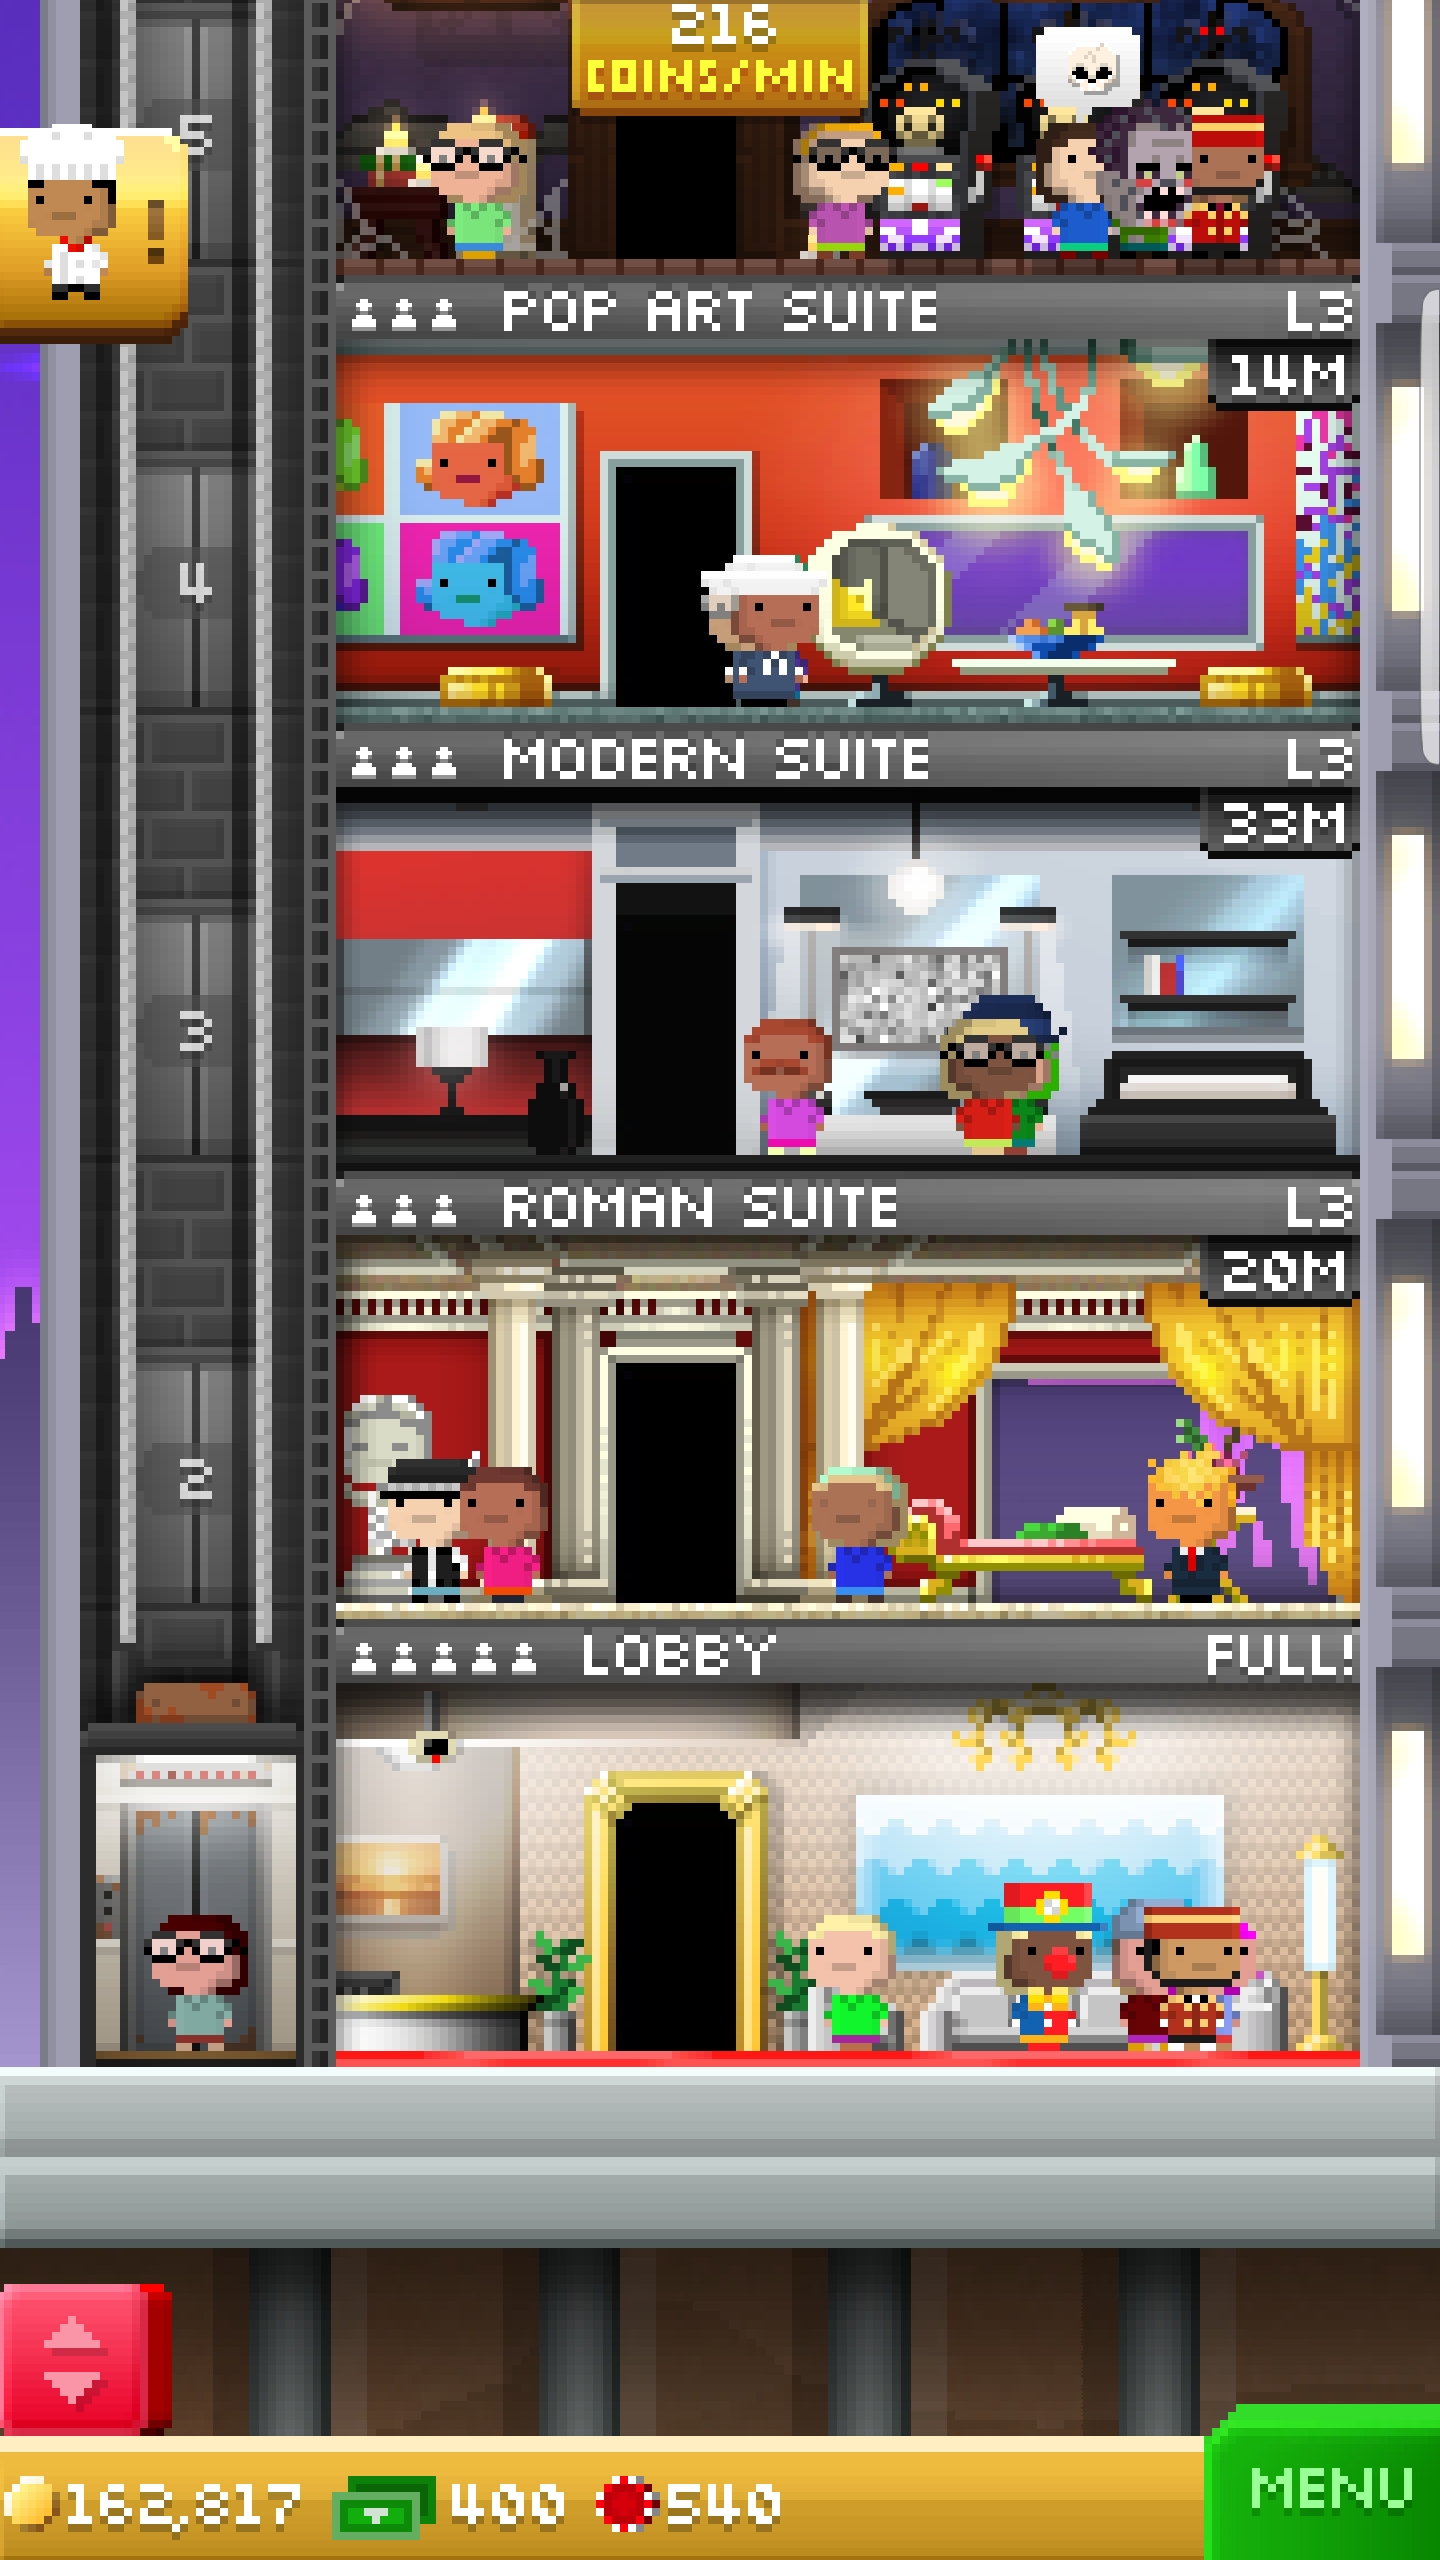 216
COINS/MIN
5
POP ART SUITE L3
14M
4
MODERN SUITE L3
33M
3
ROMAN SUITE L3
20M
2
LOBBY FULL!
162,817 400 540
MENU